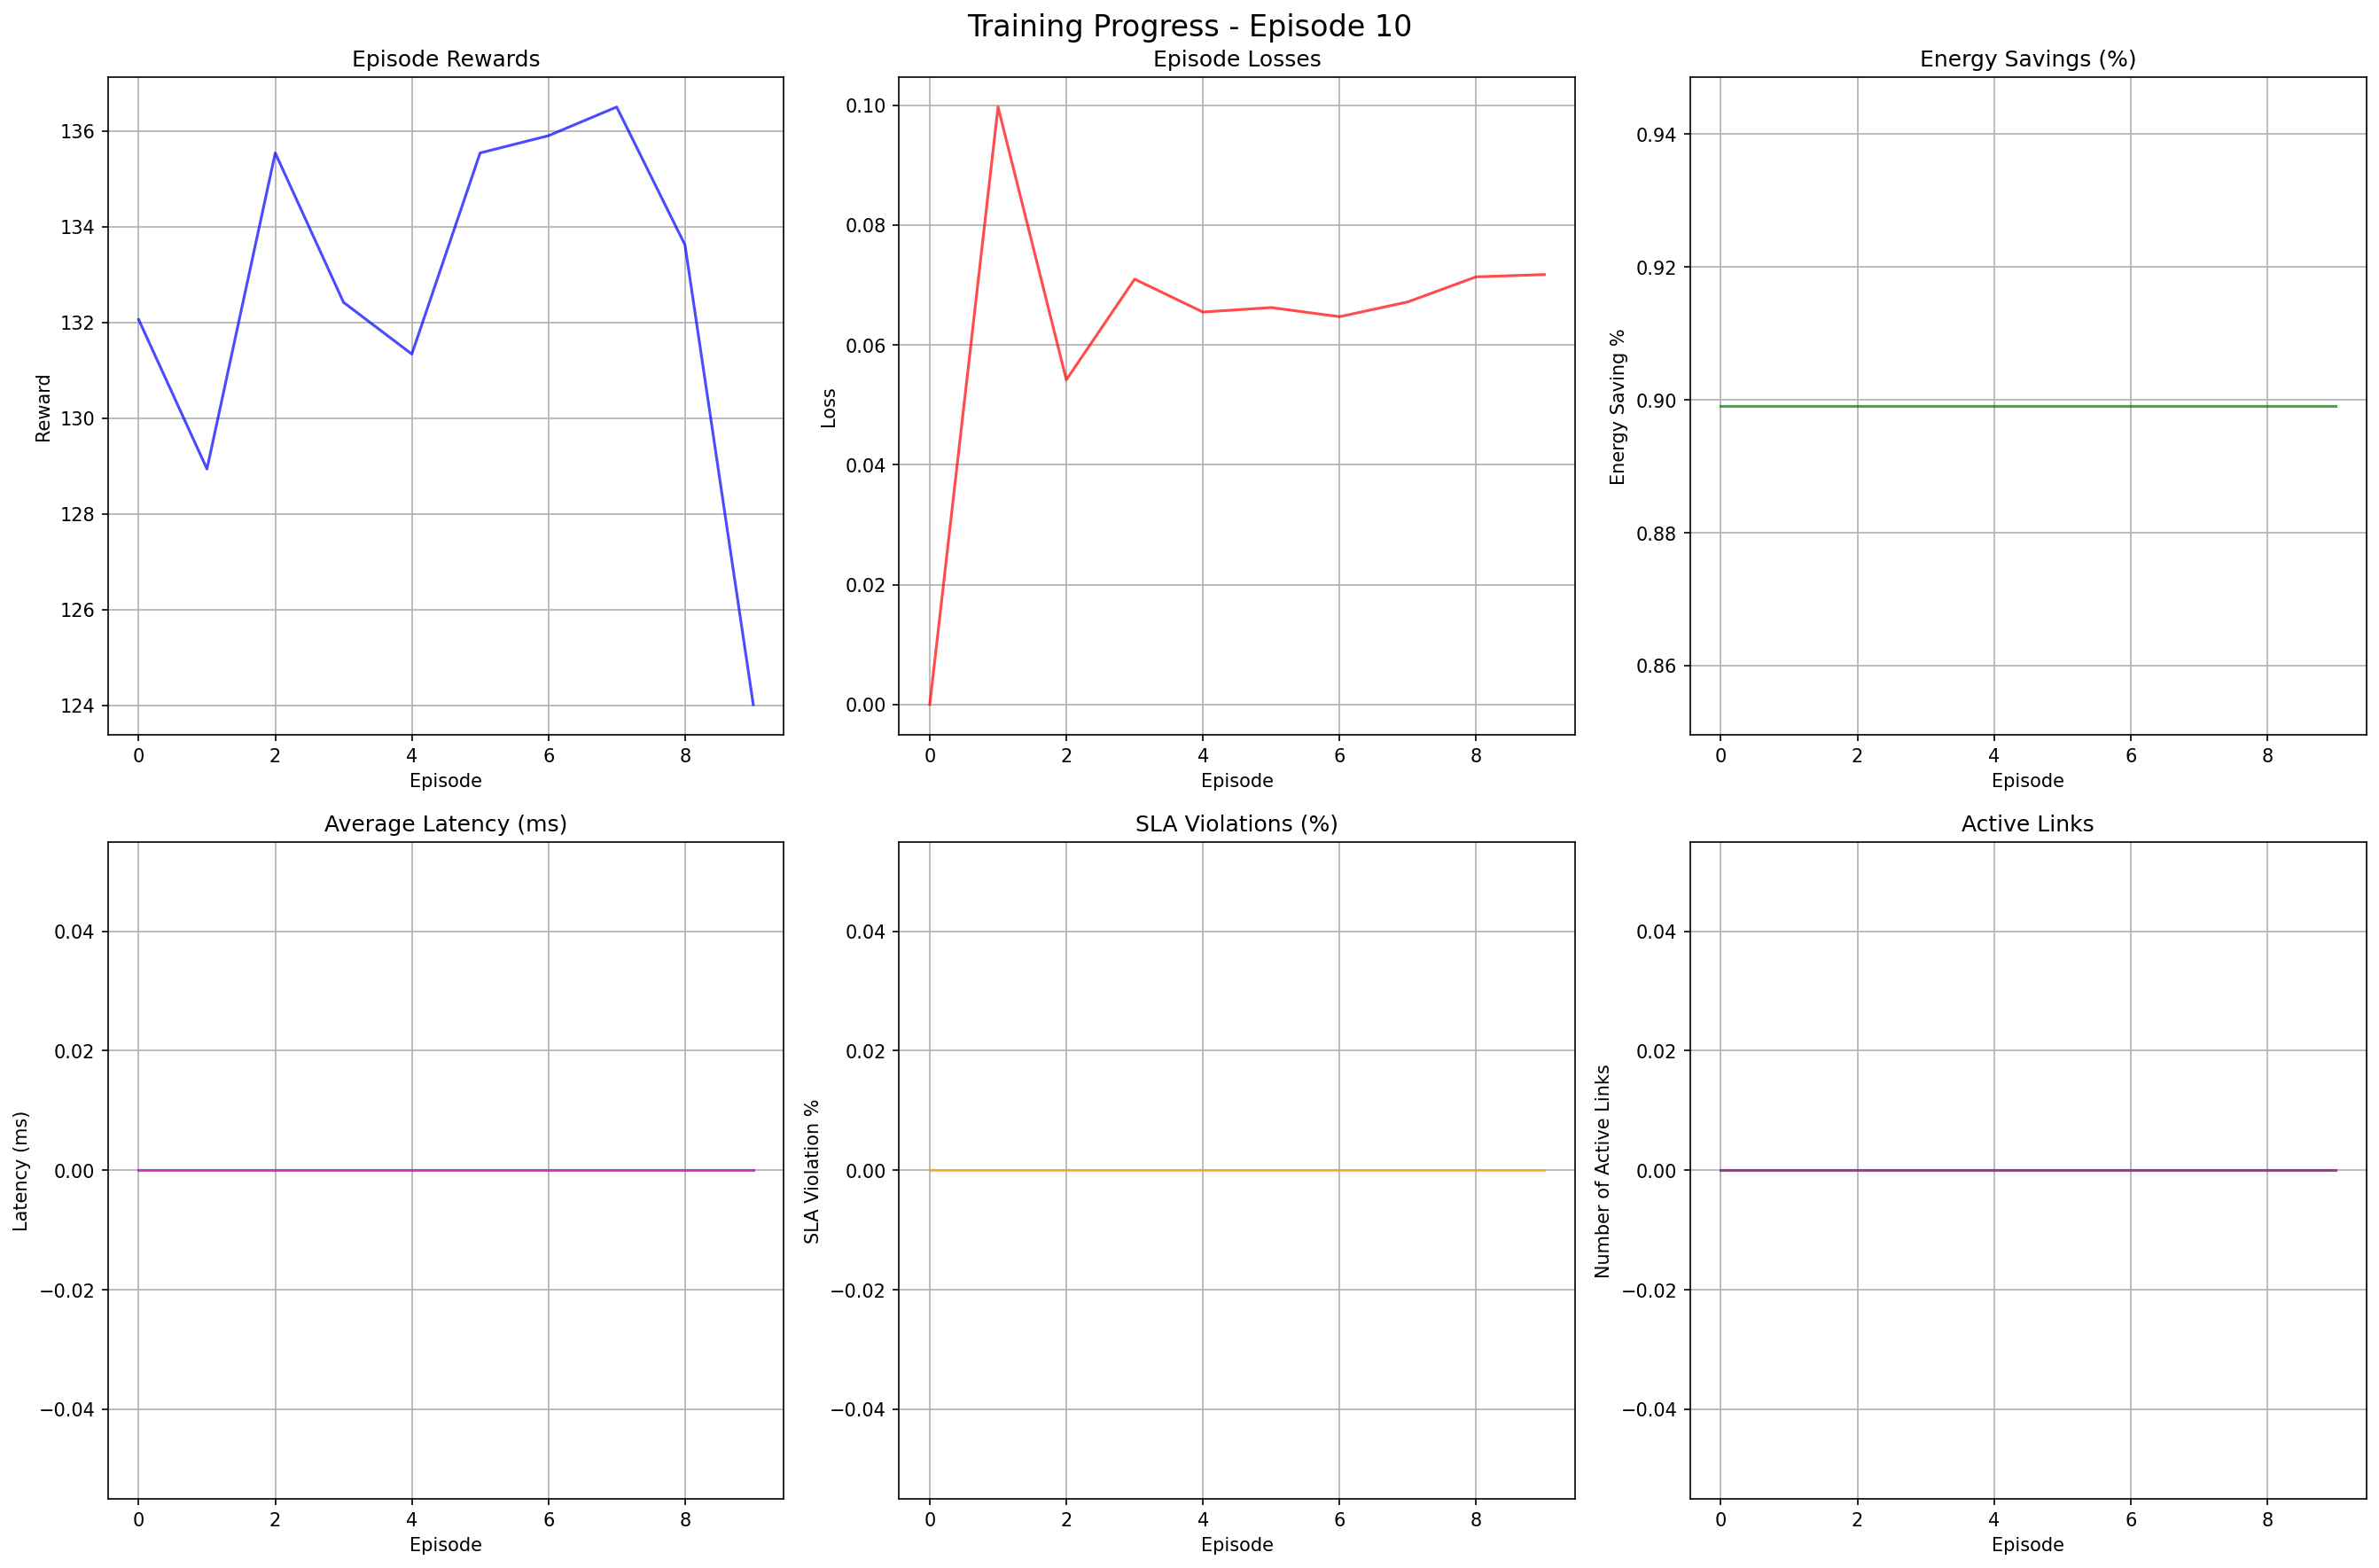 Training Progress - Episode 10
Episode Rewards
Reward
136
134
132
130
128
126
124
0 2 4 6 8
Episode
Episode Losses
Loss
0.10
0.08
0.06
0.04
0.02
0.00
0 2 4 6 8
Episode
Energy Savings (%)
Energy Saving %
0.94
0.92
0.90
0.88
0.86
0 2 4 6 8
Episode
Average Latency (ms)
Latency (ms)
0.04
0.02
0.00
−0.02
−0.04
0 2 4 6 8
Episode
SLA Violations (%)
SLA Violation %
0.04
0.02
0.00
−0.02
−0.04
0 2 4 6 8
Episode
Active Links
Number of Active Links
0.04
0.02
0.00
−0.02
−0.04
0 2 4 6 8
Episode